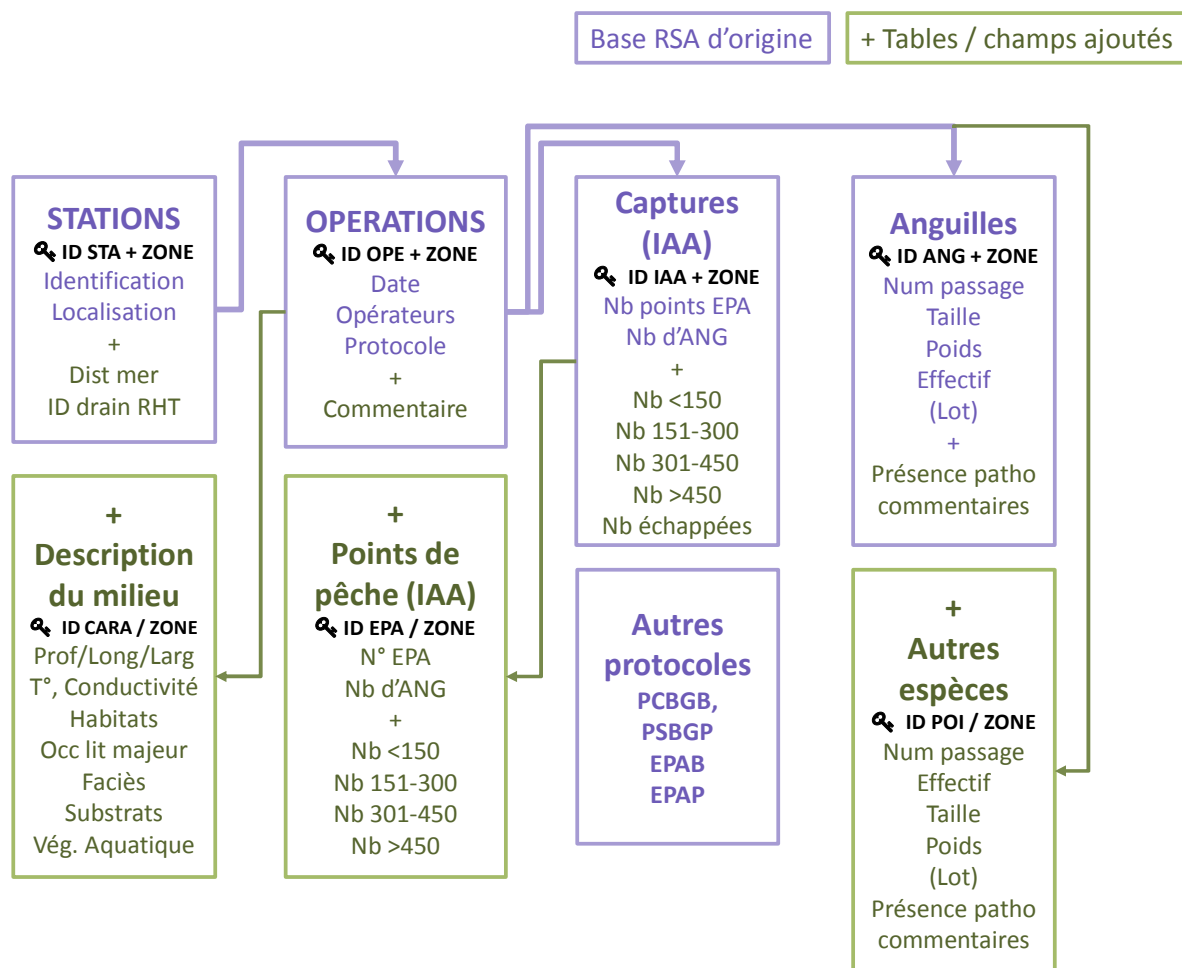 Base RSA d'origine
+ Tables / champs ajoutés
STATIONS
ID STA + ZONE
Identification
Localisation
+
Dist mer
ID drain RHT
OPERATIONS
ID OPE + ZONE
Date
Opérateurs
Protocole
+
Commentaire
Captures
(IAA)
ID IAA + ZONE
Nb points EPA
Nb d'ANG
+
Nb <150
Nb 151-300
Nb 301-450
Nb >450
Nb échappées
Anguilles
ID ANG + ZONE
Num passage
Taille
Poids
Effectif
(Lot)
+
Présence patho
commentaires
+
Description
du milieu
ID CARA / ZONE
Prof/Long/Larg
T°, Conductivité
Habitats
Occ lit majeur
Faciès
Substrats
Vég. Aquatique
+
Points de
pêche (IAA)
ID EPA / ZONE
N° EPA
Nb d'ANG
+
Nb <150
Nb 151-300
Nb 301-450
Nb >450
Autres
protocoles
PCBGB,
PSBGP
EPAB
EPAP
+
Autres
espèces
ID POI / ZONE
Num passage
Effectif
Taille
Poids
(Lot)
Présence patho
commentaires